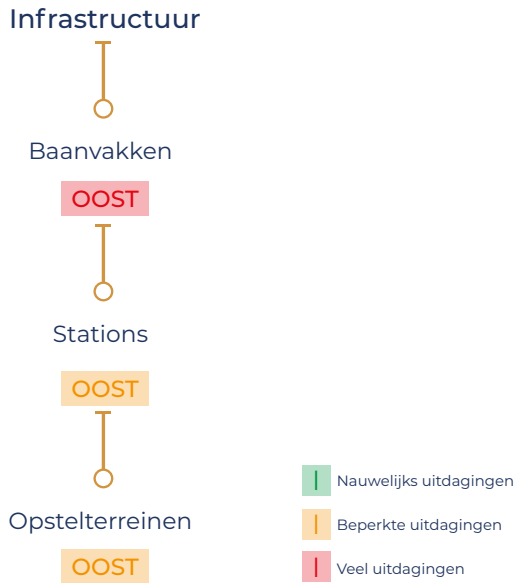 Infrastructuur
Baanvakken
OOST
Stations
OOST
Opstelterreinen
OOST
Nauwelijks uitdagingen
Beperkte uitdagingen
Veel uitdagingen